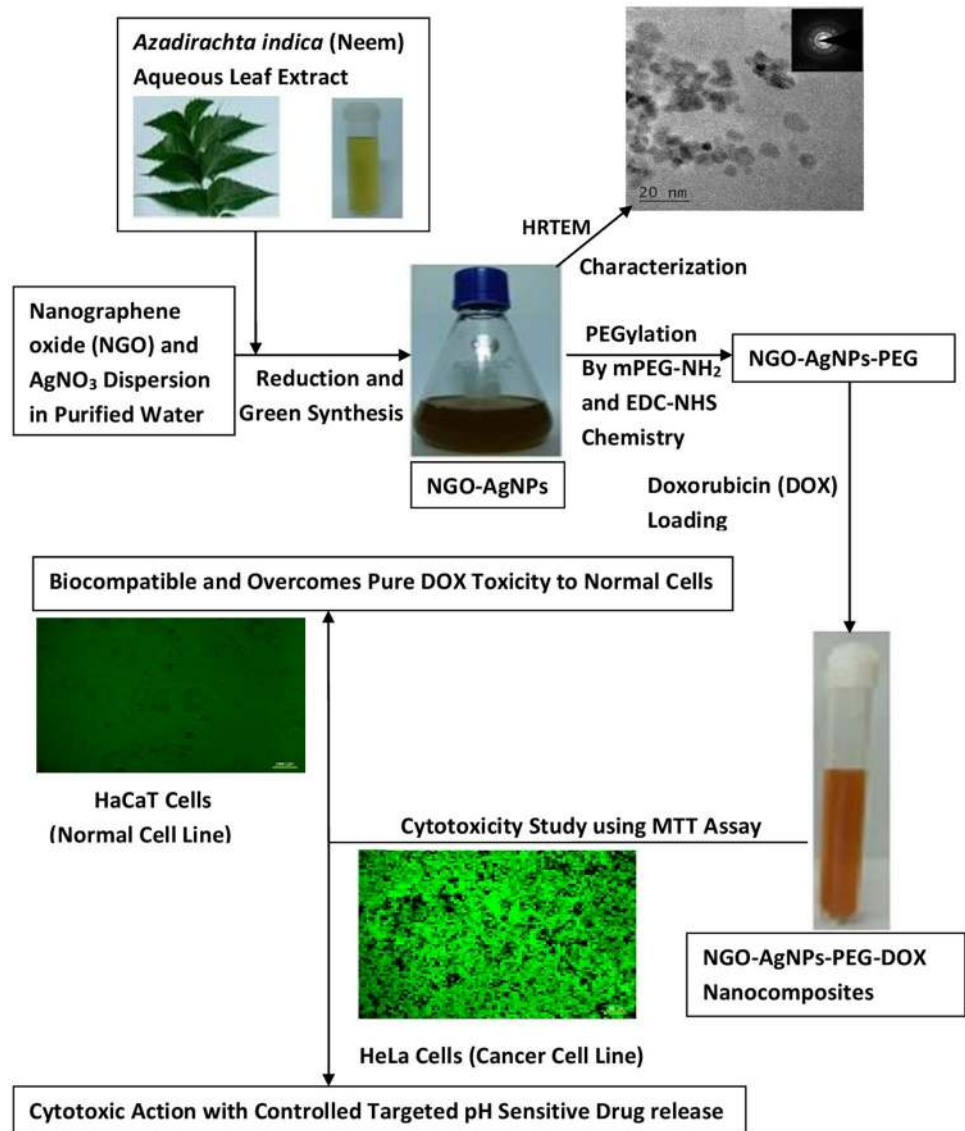 Azadirachta indica (Neem)
Aqueous Leaf Extract
20 nm
HRTEM
Characterization
Nanographene
oxide (NGO) and
AgNO₃ Dispersion
in Purified Water
Reduction and
Green Synthesis
NGO-AgNPs
PEGylation
By mPEG-NH₂
and EDC-NHS
Chemistry
NGO-AgNPs-PEG
Doxorubicin (DOX)
Loading
Biocompatible and Overcomes Pure DOX Toxicity to Normal Cells
HaCaT Cells
(Normal Cell Line)
Cytotoxicity Study using MTT Assay
NGO-AgNPs-PEG-DOX
Nanocomposites
HeLa Cells (Cancer Cell Line)
Cytotoxic Action with Controlled Targeted pH Sensitive Drug release